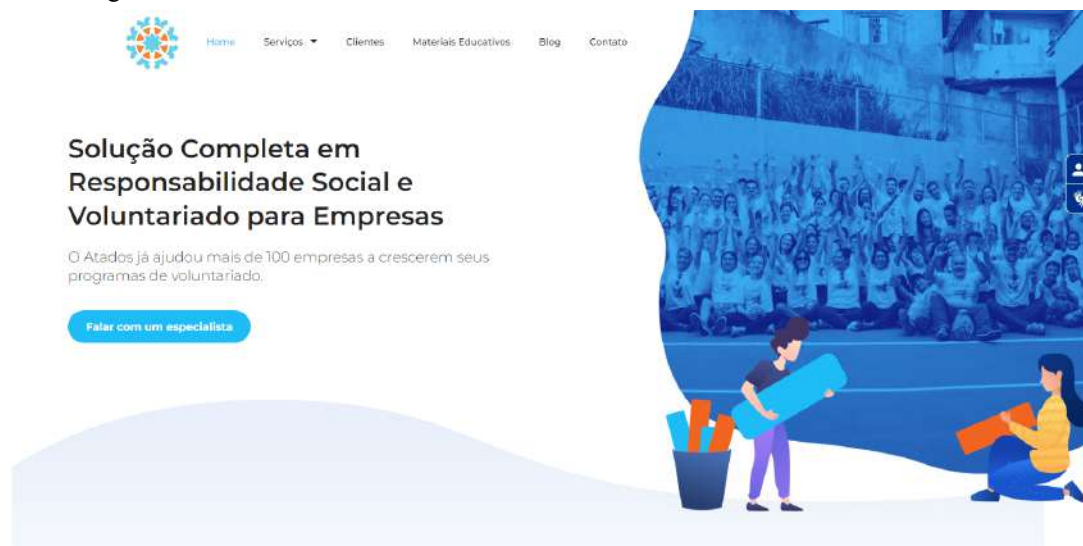 Home Serviços Clientes Materiais Educativos Blog Contato
Solução Completa em
Responsabilidade Social e
Voluntariado para Empresas
O Atados já ajudou mais de 100 empresas a crescerem seus
programas de voluntariado.
Falar com um especialista